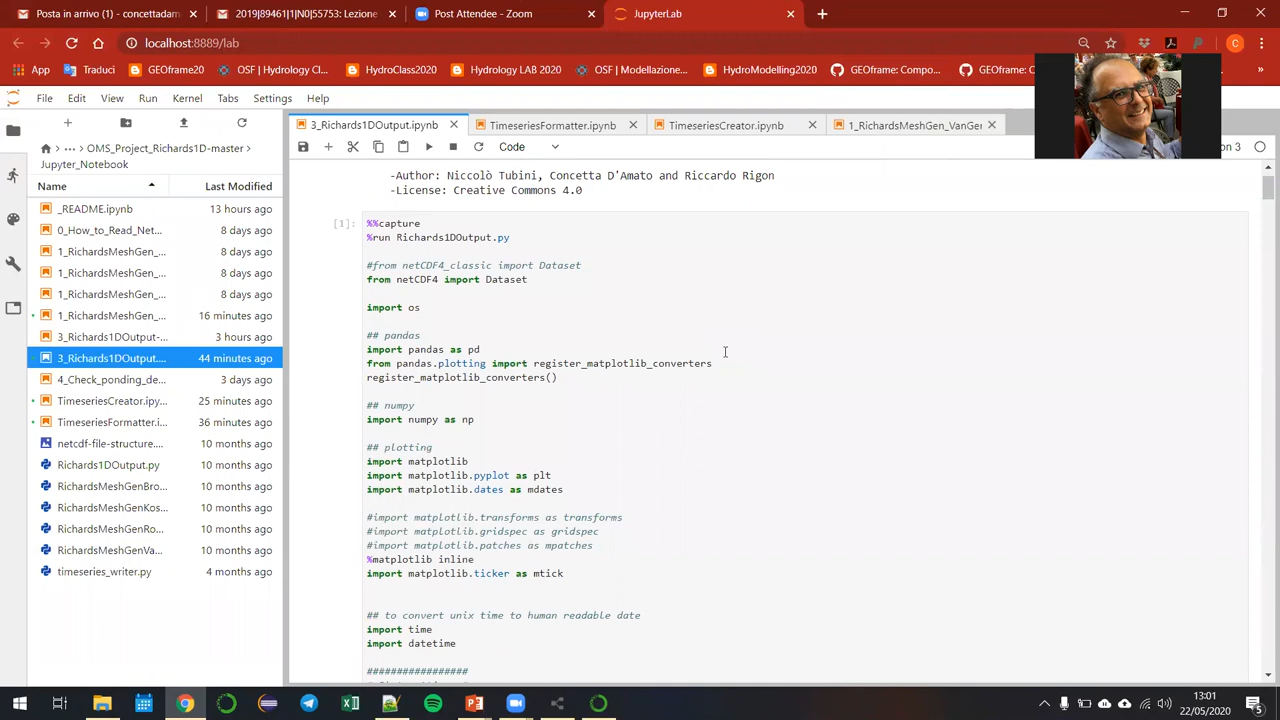 Posta in arrivo (1) - concettadam
2019|89461|1|N0|55753: Lezione
Post Attendee - Zoom
JupyterLab
localhost:8889/lab
App
Traduci
GEOframe20
OSF | Hydrology Cl...
HydroClass2020
Hydrology LAB 2020
OSF | Modellazione...
HydroModelling2020
GEOframe: Compo...
GEOframe: Cem
»
C
File Edit View Run Kernel Tabs Settings Help
3_Richards1DOutput.ipynb
TimeseriesFormatter.ipynb
TimeseriesCreator.ipynb
1_RichardsMeshGen_VanGer
Code
on 3
··· OMS_Project_Richards1D-master /
Jupyter_Notebook
Name Last Modified
_README.ipynb 13 hours ago
0_How_to_Read_Net... 8 days ago
1_RichardsMeshGen_... 8 days ago
1_RichardsMeshGen_... 8 days ago
1_RichardsMeshGen_... 8 days ago
1_RichardsMeshGen_... 16 minutes ago
3_Richards1DOutput-... 3 hours ago
3_Richards1DOutput.... 44 minutes ago
4_Check_ponding_de... 3 days ago
TimeseriesCreator.ipy... 25 minutes ago
TimeseriesFormatter.i... 36 minutes ago
netcdf-file-structure.... 10 months ago
Richards1DOutput.py 10 months ago
RichardsMeshGenBro... 10 months ago
RichardsMeshGenKos... 10 months ago
RichardsMeshGenRo... 10 months ago
RichardsMeshGenVa... 10 months ago
timeseries_writer.py 4 months ago
-Author: Niccolò Tubini, Concetta D'Amato and Riccardo Rigon
-License: Creative Commons 4.0
[1]:
%%capture
%run Richards1DOutput.py
#from netCDF4_classic import Dataset
from netCDF4 import Dataset
import os
## pandas
import pandas as pd
from pandas.plotting import register_matplotlib_converters
register_matplotlib_converters()
## numpy
import numpy as np
## plotting
import matplotlib
import matplotlib.pyplot as plt
import matplotlib.dates as mdates
#import matplotlib.transforms as transforms
#import matplotlib.gridspec as gridspec
#import matplotlib.patches as mpatches
%matplotlib inline
import matplotlib.ticker as mtick
## to convert unix time to human readable date
import time
import datetime
#################
13:01
22/05/2020
5